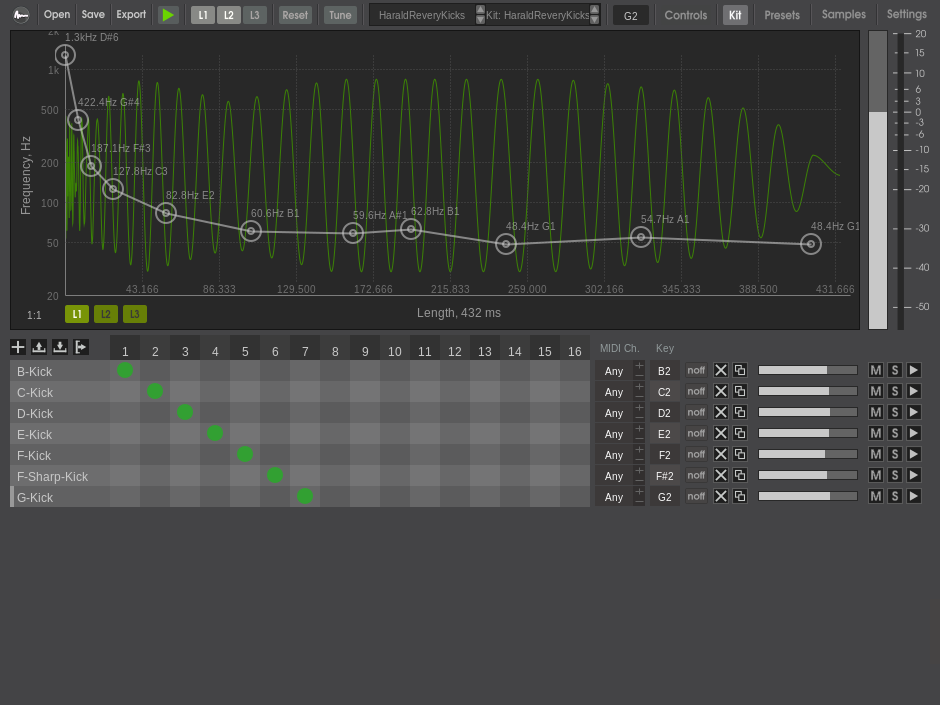 Open Save Export L1 L2 L3 Reset Tune HaraldReveryKicks Kit: HaraldReveryKicks G2 Controls Kit Presets Samples Settings
2k 1.3kHz D#6
1k
500 422.4Hz G#4
187.1Hz F#3
200 127.8Hz C3
82.8Hz E2
100
60.6Hz B1 59.6Hz A#1 62.8Hz B1
50 48.4Hz G1 54.7Hz A1 48.4Hz G1
20 43.166 86.333 129.500 172.666 215.833 259.000 302.166 345.333 388.500 431.666
Frequency, Hz
1:1 L1 L2 L3 Length, 432 ms
20
15
10
6
3
0
-3
-6
-10
-15
-20
-30
-40
-50
1 2 3 4 5 6 7 8 9 10 11 12 13 14 15 16 MIDI Ch. Key
B-Kick Any + − B2 noff M S
C-Kick Any + − C2 noff M S
D-Kick Any + − D2 noff M S
E-Kick Any + − E2 noff M S
F-Kick Any + − F2 noff M S
F-Sharp-Kick Any + − F#2 noff M S
G-Kick Any + − G2 noff M S